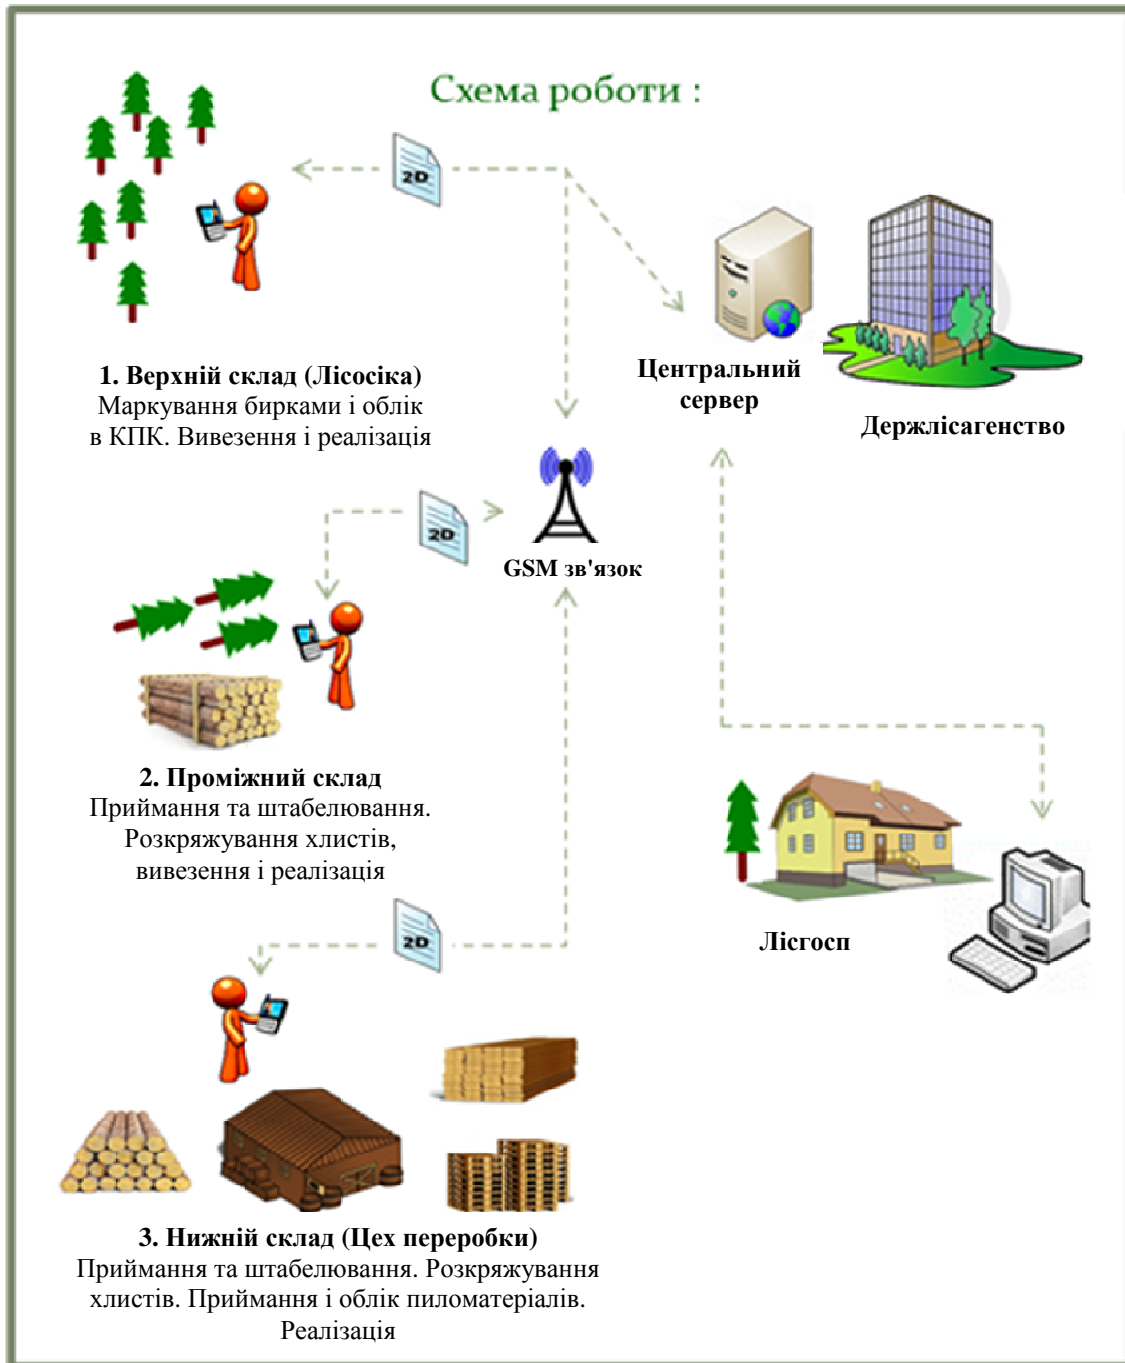 Схема роботи :
2D
1. Верхній склад (Лісосіка)
Маркування бирками і облік
в КПК. Вивезення і реалізація
Центральний
сервер
Держлісагенство
2D
GSM зв'язок
2. Проміжний склад
Приймання та штабелювання.
Розкряжування хлистів,
вивезення і реалізація
Лісгосп
2D
3. Нижній склад (Цех переробки)
Приймання та штабелювання. Розкряжування
хлистів. Приймання і облік пиломатеріалів.
Реалізація